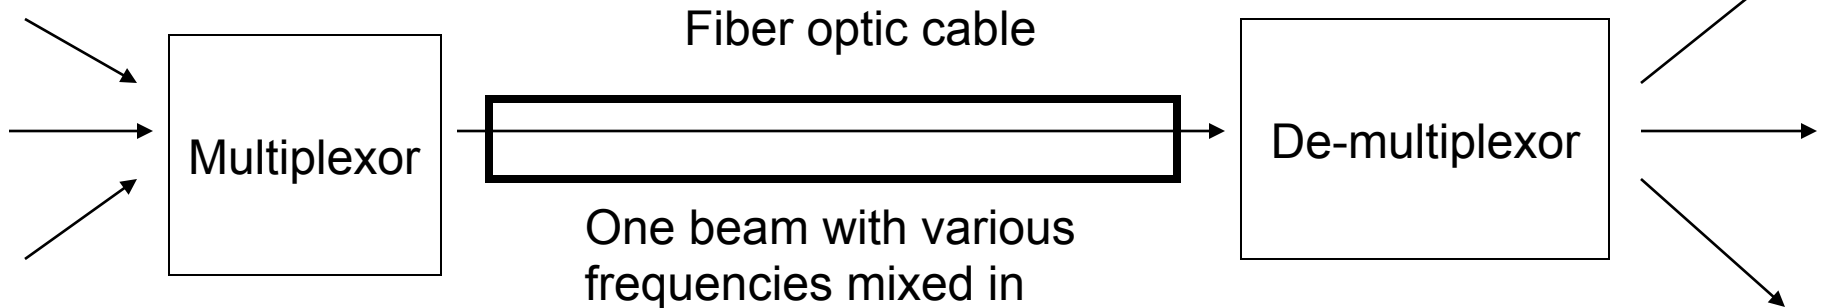 Fiber optic cable
Multiplexor
De-multiplexor
One beam with various
frequencies mixed in